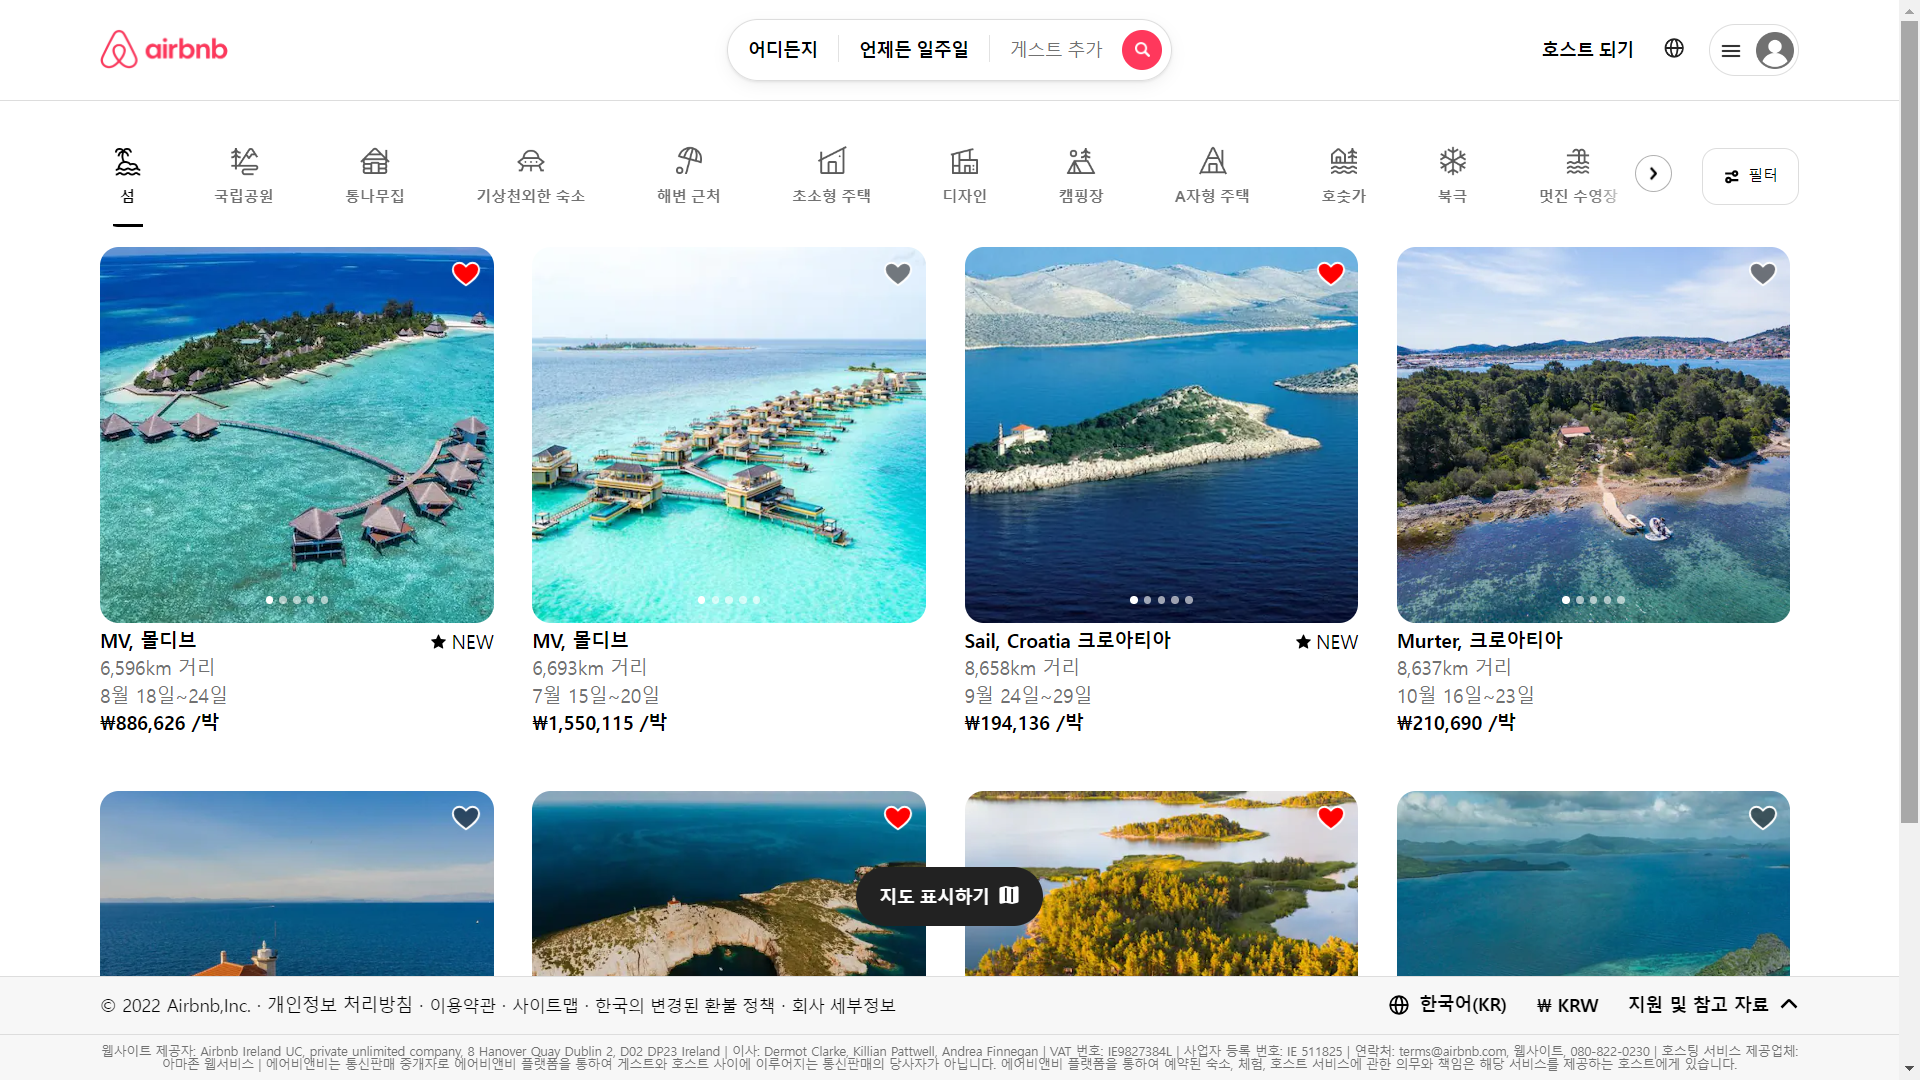 airbnb
어디든지
언제든 일주일
게스트 추가
호스트 되기
섬
국립공원
통나무집
기상천외한 숙소
해변 근처
초소형 주택
디자인
캠핑장
A자형 주택
호숫가
북극
멋진 수영장
필터
MV, 몰디브
NEW
6,596km 거리
8월 18일~24일
₩886,626 /박
MV, 몰디브
6,693km 거리
7월 15일~20일
₩1,550,115 /박
Sail, Croatia 크로아티아
NEW
8,658km 거리
9월 24일~29일
₩194,136 /박
Murter, 크로아티아
8,637km 거리
10월 16일~23일
₩210,690 /박
지도 표시하기
© 2022 Airbnb,Inc. · 개인정보 처리방침 · 이용약관 · 사이트맵 · 한국의 변경된 환불 정책 · 회사 세부정보
한국어(KR)
₩ KRW
지원 및 참고 자료
웹사이트 제공자: Airbnb Ireland UC, private unlimited company, 8 Hanover Quay Dublin 2, D02 DP23 Ireland | 이사: Dermot Clarke, Killian Pattwell, Andrea Finnegan | VAT 번호: IE9827384L | 사업자 등록 번호: IE 511825 | 연락처: terms@airbnb.com, 웹사이트, 080-822-0230 | 호스팅 서비스 제공업체:
아마존 웹서비스 | 에어비앤비는 통신판매 중개자로 에어비앤비 플랫폼을 통하여 게스트와 호스트 사이에 이루어지는 통신판매의 당사자가 아닙니다. 에어비앤비 플랫폼을 통하여 예약된 숙소, 체험, 호스트 서비스에 관한 의무와 책임은 해당 서비스를 제공하는 호스트에게 있습니다.